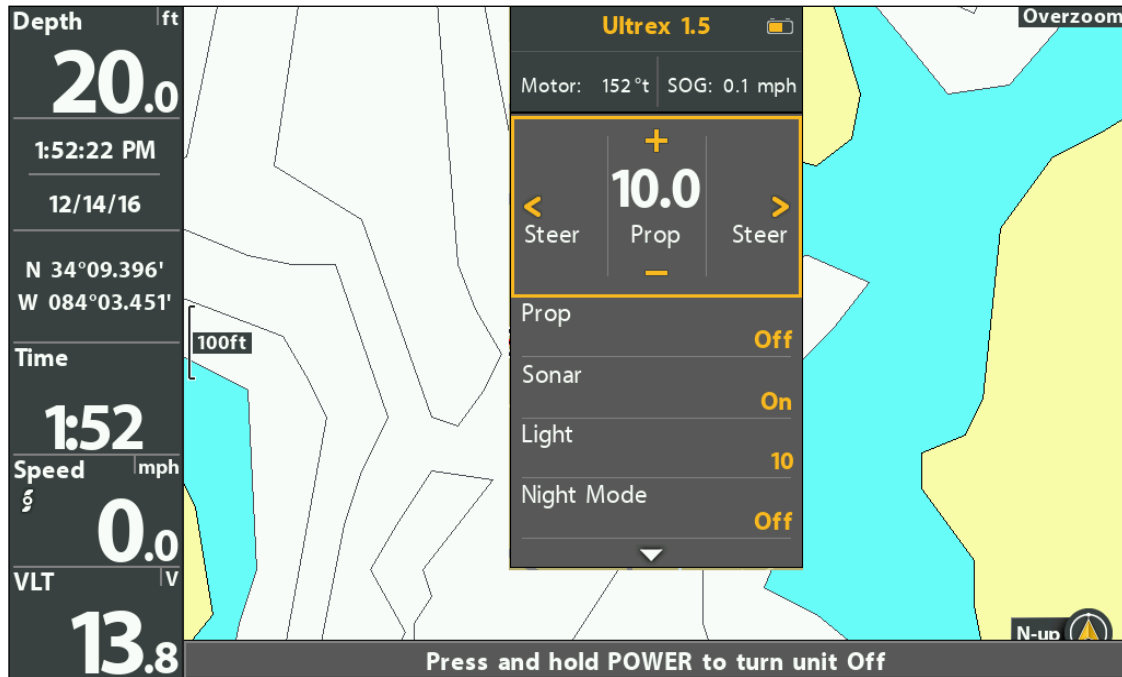 Depth ft
20.0
1:52:22 PM
12/14/16
N 34°09.396'
W 084°03.451'
Time
1:52
Speed mph
0.0
VLT V
13.8
100ft
Ultrex 1.5
Motor: 152°t SOG: 0.1 mph
+
10.0
< >
Steer Prop Steer
−
Prop
Off
Sonar
On
Light
10
Night Mode
Off
Overzoom
N-up
Press and hold POWER to turn unit Off